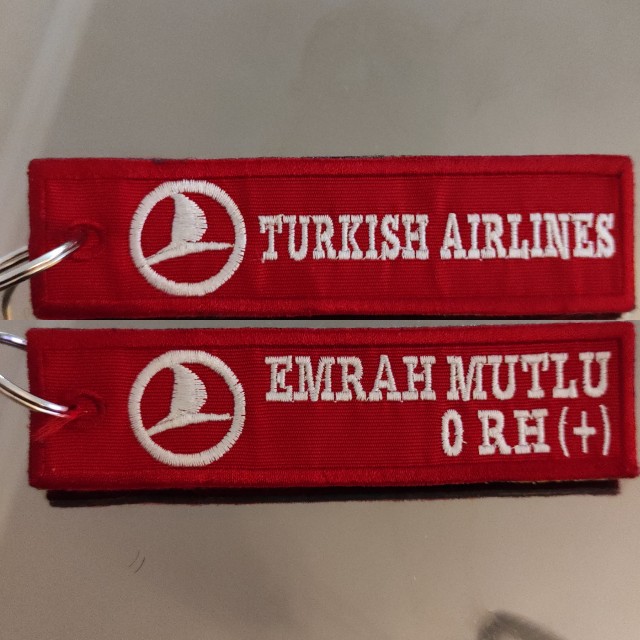 TURKISH AIRLINES
EMRAH MUTLU
0 RH(+)